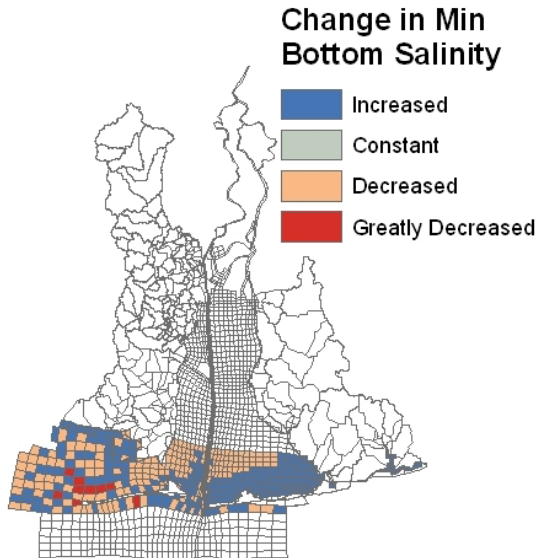 Change in Min
Bottom Salinity
Increased
Constant
Decreased
Greatly Decreased